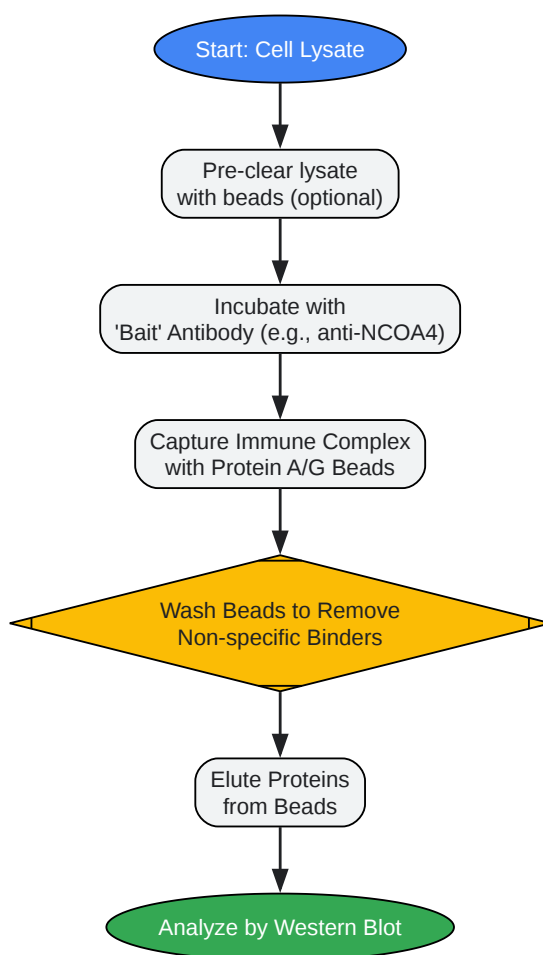 Start: Cell Lysate
Pre-clear lysate
with beads (optional)
Incubate with
'Bait' Antibody (e.g., anti-NCOA4)
Capture Immune Complex
with Protein A/G Beads
Wash Beads to Remove
Non-specific Binders
Elute Proteins
from Beads
Analyze by Western Blot